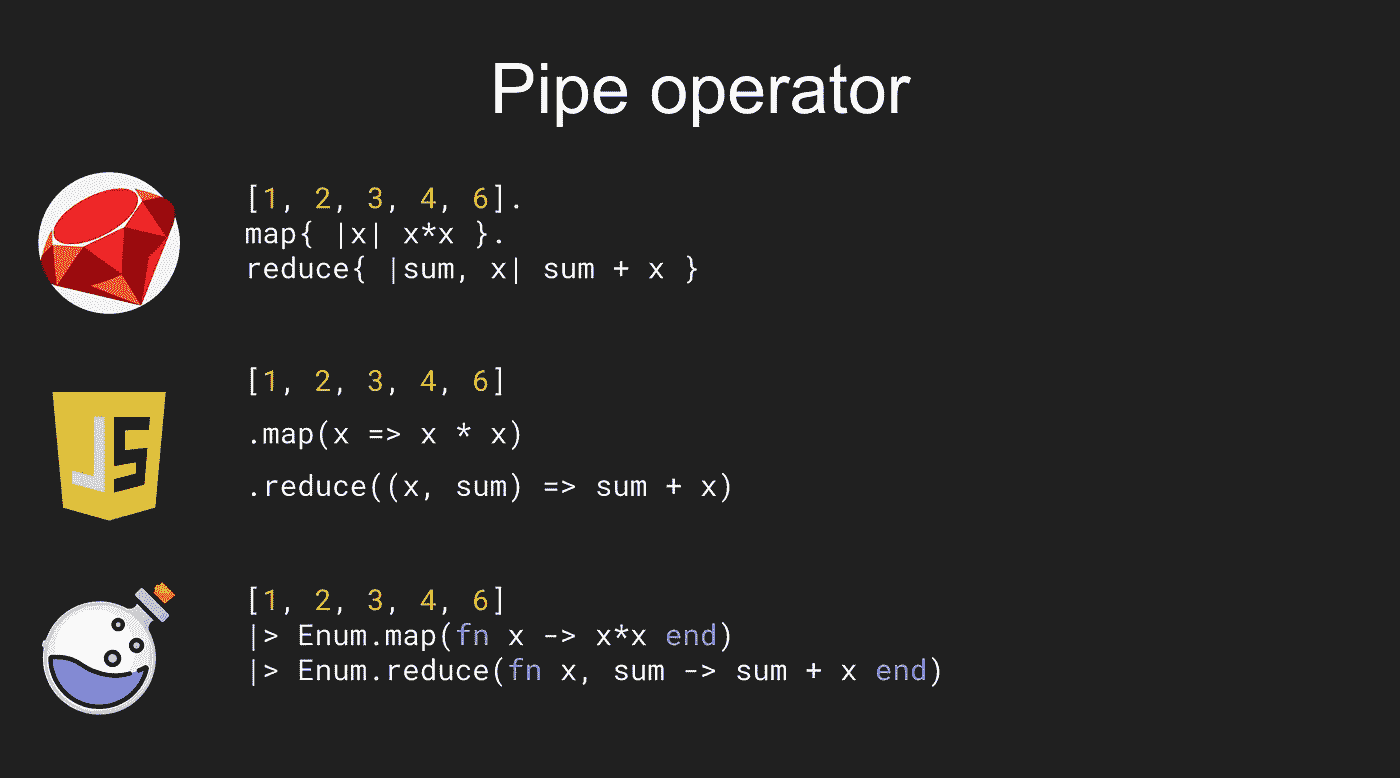 Pipe operator
[1, 2, 3, 4, 6].
map{ |x| x*x }.
reduce{ |sum, x| sum + x }
JS
[1, 2, 3, 4, 6]
.map(x => x * x)
.reduce((x, sum) => sum + x)
[1, 2, 3, 4, 6]
|> Enum.map(fn x -> x*x end)
|> Enum.reduce(fn x, sum -> sum + x end)